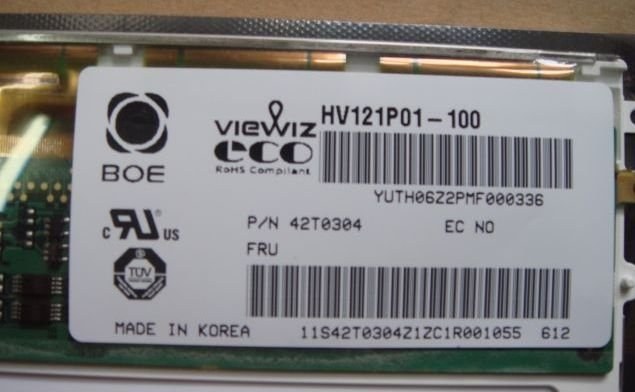 BOE
VIEWIZ
eco
RoHS Compliant
HV121P01-100
YUTH06Z2PMF000336
P/N 42T0304 EC NO
FRU
c RU US
TÜV
MADE IN KOREA 11S42T0304Z1ZC1R001055 612